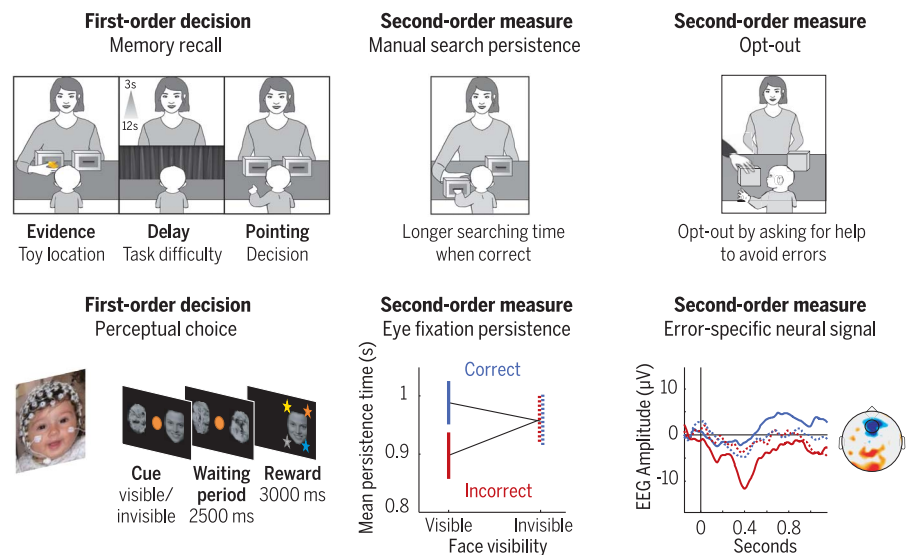 First-order decision
Memory recall
3s
12s
Evidence
Toy location
Delay
Task difficulty
Pointing
Decision
Second-order measure
Manual search persistence
Longer searching time
when correct
Second-order measure
Opt-out
Opt-out by asking for help
to avoid errors
First-order decision
Perceptual choice
Cue
visible/
invisible
Waiting
period
2500 ms
Reward
3000 ms
Second-order measure
Eye fixation persistence
Mean persistence time (s)
1
0.9
0.8
Correct
Incorrect
Visible
Invisible
Face visibility
Second-order measure
Error-specific neural signal
EEG Amplitude (μV)
10
0
-10
0
0.4
0.8
Seconds